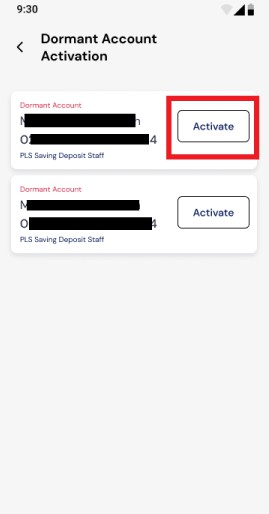 9:30
Dormant Account
Activation
Dormant Account
Activate
PLS Saving Deposit Staff
Dormant Account
Activate
PLS Saving Deposit Staff